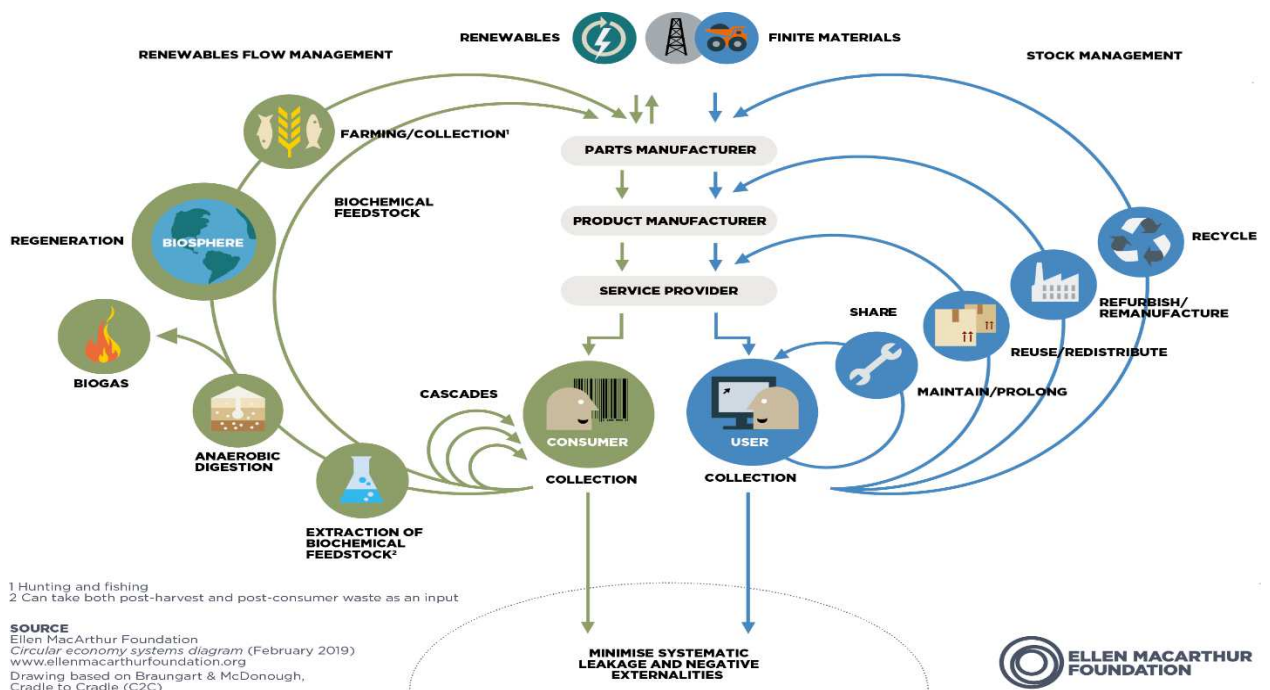 RENEWABLES
FINITE MATERIALS
RENEWABLES FLOW MANAGEMENT
STOCK MANAGEMENT
FARMING/COLLECTION¹
PARTS MANUFACTURER
BIOCHEMICAL
FEEDSTOCK
PRODUCT MANUFACTURER
REGENERATION
BIOSPHERE
RECYCLE
SERVICE PROVIDER
REFURBISH/
REMANUFACTURE
SHARE
REUSE/REDISTRIBUTE
BIOGAS
CASCADES
MAINTAIN/PROLONG
CONSUMER
USER
ANAEROBIC
DIGESTION
COLLECTION
COLLECTION
EXTRACTION OF
BIOCHEMICAL
FEEDSTOCK²
1 Hunting and fishing
2 Can take both post-harvest and post-consumer waste as an input
SOURCE
Ellen MacArthur Foundation
Circular economy systems diagram (February 2019)
www.ellenmacarthurfoundation.org
Drawing based on Braungart & McDonough,
Cradle to Cradle (C2C)
MINIMISE SYSTEMATIC
LEAKAGE AND NEGATIVE
EXTERNALITIES
ELLEN MACARTHUR
FOUNDATION